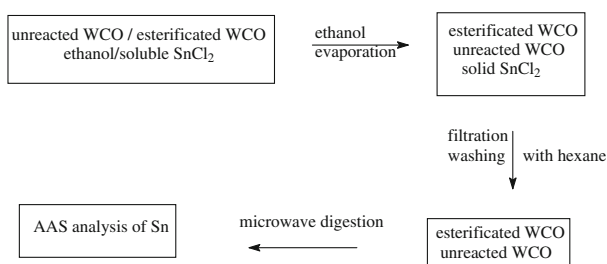 unreacted WCO / esterificated WCO
ethanol/soluble SnCl₂
ethanol
evaporation
esterificated WCO
unreacted WCO
solid SnCl₂
filtration
washing
with hexane
esterificated WCO
unreacted WCO
microwave digestion
AAS analysis of Sn